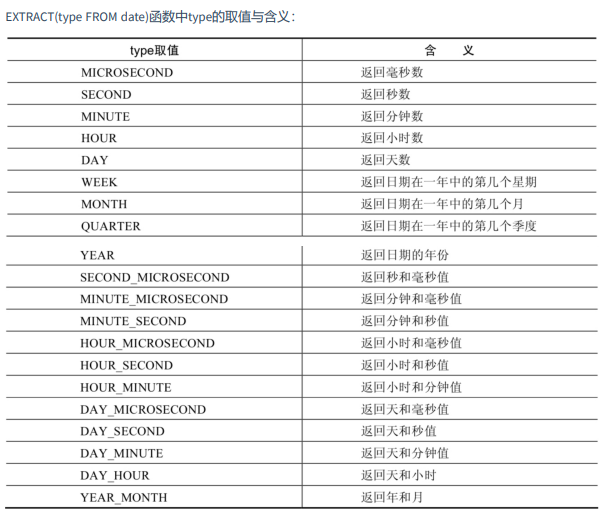 EXTRACT(type FROM date)函数中type的取值与含义：
type取值 含 义
MICROSECOND 返回毫秒数
SECOND 返回秒数
MINUTE 返回分钟数
HOUR 返回小时数
DAY 返回天数
WEEK 返回日期在一年中的第几个星期
MONTH 返回日期在一年中的第几个月
QUARTER 返回日期在一年中的第几个季度
YEAR 返回日期的年份
SECOND_MICROSECOND 返回秒和毫秒值
MINUTE_MICROSECOND 返回分钟和毫秒值
MINUTE_SECOND 返回分钟和秒值
HOUR_MICROSECOND 返回小时和毫秒值
HOUR_SECOND 返回小时和秒值
HOUR_MINUTE 返回小时和分钟值
DAY_MICROSECOND 返回天和毫秒值
DAY_SECOND 返回天和秒值
DAY_MINUTE 返回天和分钟值
DAY_HOUR 返回天和小时
YEAR_MONTH 返回年和月